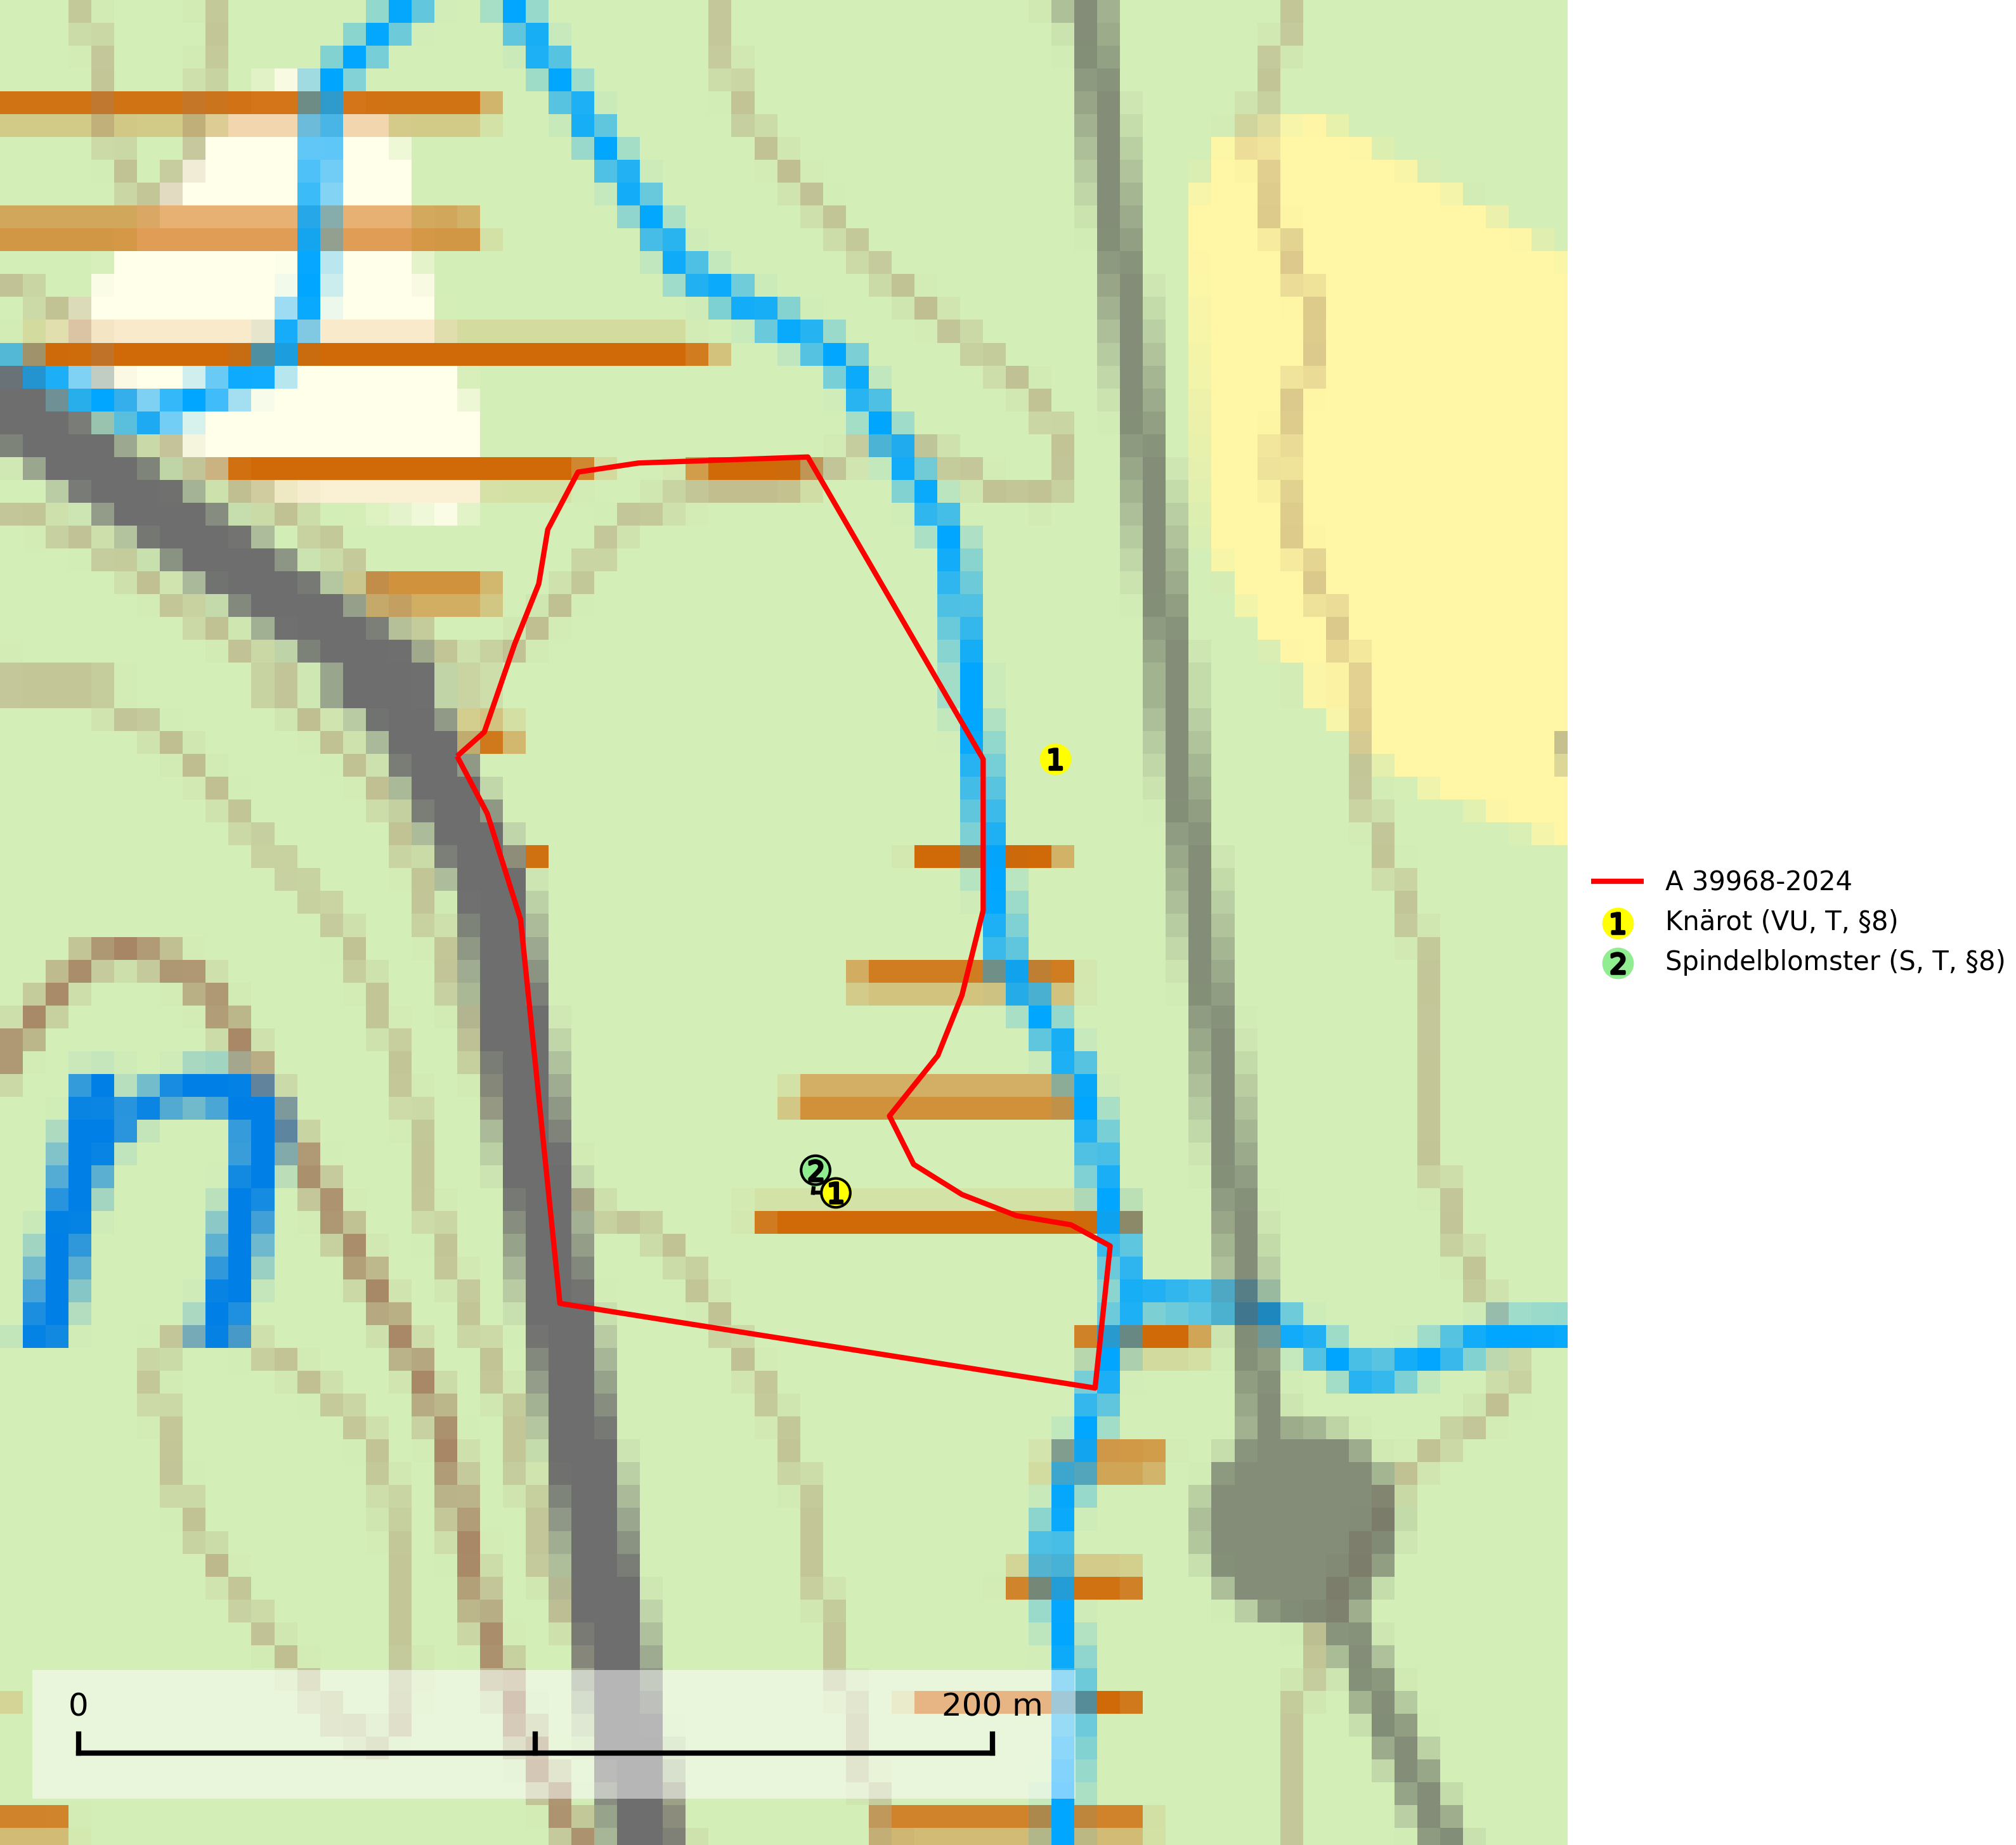 1
2
1
A 39968-2024
1 Knärot (VU, T, §8)
2 Spindelblomster (S, T, §8)
0 200 m